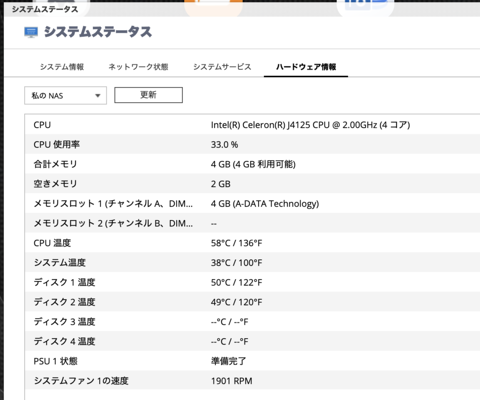 システムステータス
システムステータス
システム情報 ネットワーク状態 システムサービス ハードウェア情報
私の NAS 更新
CPU Intel(R) Celeron(R) J4125 CPU @ 2.00GHz (4 コア)
CPU 使用率 33.0 %
合計メモリ 4 GB (4 GB 利用可能)
空きメモリ 2 GB
メモリスロット 1 (チャンネル A、DIM... 4 GB (A-DATA Technology)
メモリスロット 2 (チャンネル B、DIM... --
CPU 温度 58°C / 136°F
システム温度 38°C / 100°F
ディスク 1 温度 50°C / 122°F
ディスク 2 温度 49°C / 120°F
ディスク 3 温度 --°C / --°F
ディスク 4 温度 --°C / --°F
PSU 1 状態 準備完了
システムファン 1の速度 1901 RPM